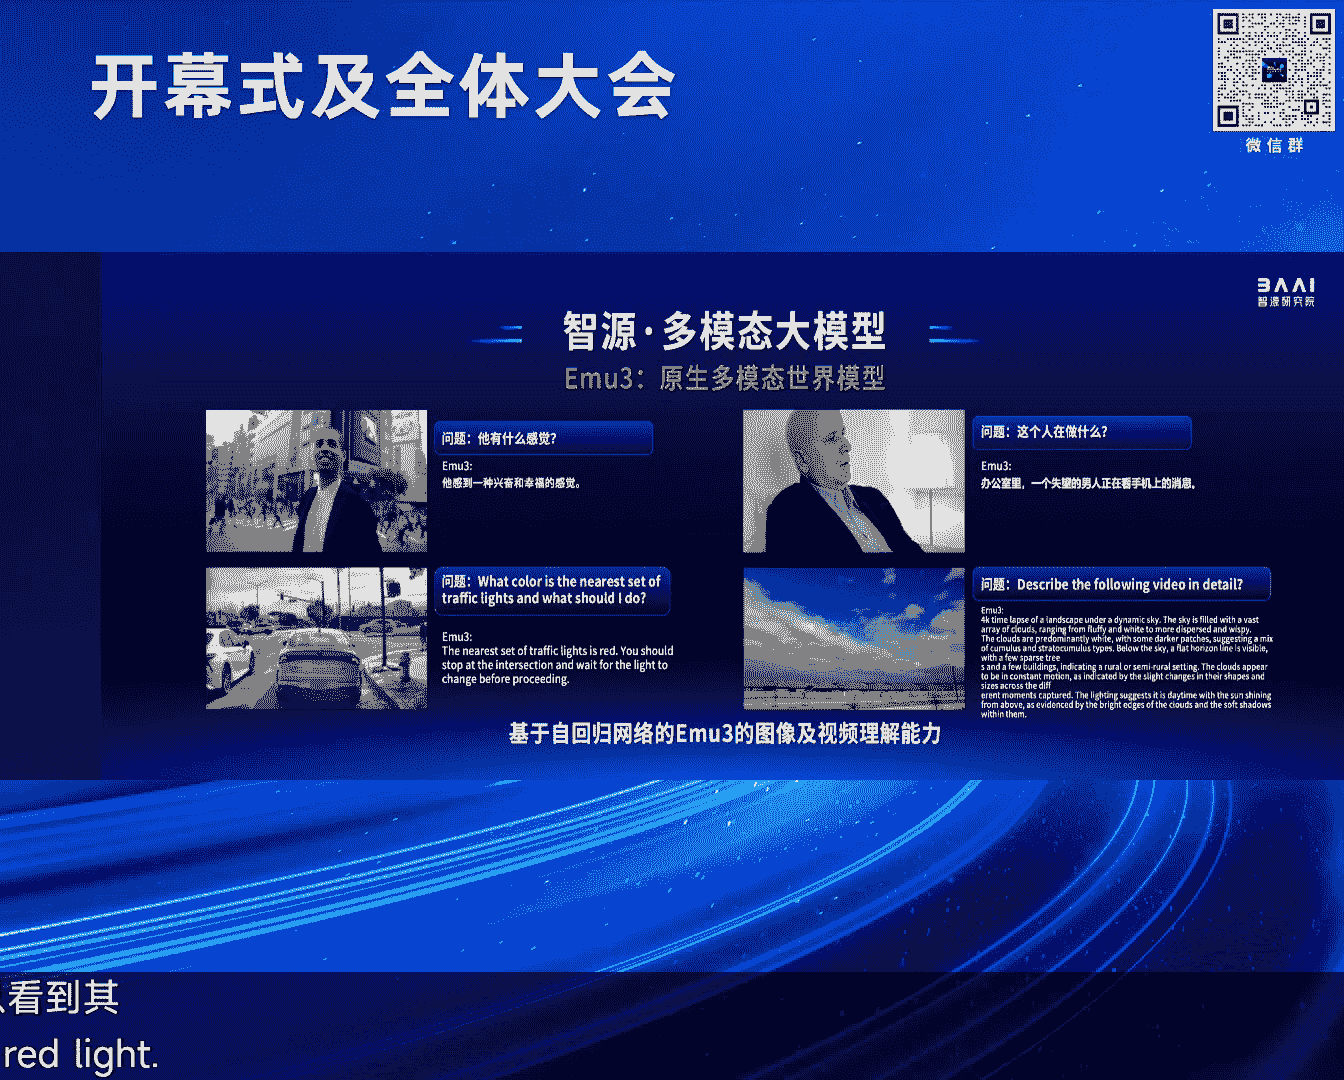 开幕式及全体大会
微信群
BAAI
智源研究院
智源·多模态大模型
Emu3：原生多模态世界模型
问题：他有什么感觉?
Emu3:
他感到一种兴奋和幸福的感觉。
问题：这个人在做什么?
Emu3:
办公室里，一个失望的男人正在看手机上的消息。
问题：What color is the nearest set of
traffic lights and what should I do?
Emu3:
The nearest set of traffic lights is red. You should
stop at the intersection and wait for the light to
change before proceeding.
问题：Describe the following video in detail?
Emu3:
4k time lapse of a landscape under a dynamic sky. The sky is filled with a vast
array of clouds, ranging from fluffy and white to more dispersed and wispy.
The clouds are predominantly white, with some darker patches, suggesting a mix
of cumulus and stratocumulus types. Below the sky, a flat horizon line is visible,
with a few sparse tree
s and a few buildings, indicating a rural or semi-rural setting. The clouds appear
to be in constant motion, as indicated by the slight changes in their shapes and
sizes across the diff
erent moments captured. The lighting suggests it is daytime with the sun shining
from above, as evidenced by the bright edges of the clouds and the soft shadows
within them.
基于自回归网络的Emu3的图像及视频理解能力
看到其
red light.